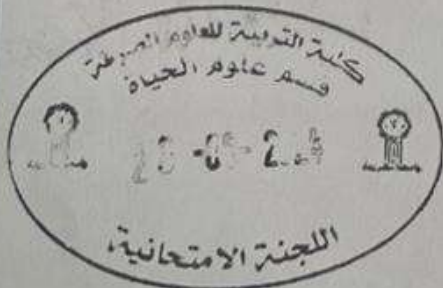 كلية التربية للعلوم الصرفة
قسم علوم الحياة
اللجنة الامتحانية